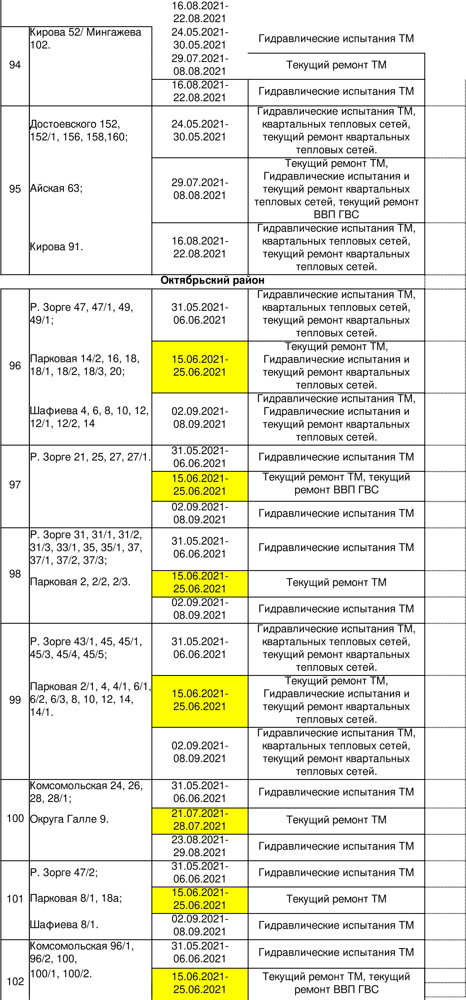 16.08.2021-
22.08.2021
94
Кирова 52/ Мингажева
102.
24.05.2021-
30.05.2021
Гидравлические испытания ТМ
29.07.2021-
08.08.2021
Текущий ремонт ТМ
16.08.2021-
22.08.2021
Гидравлические испытания ТМ
95
Достоевского 152,
152/1, 156, 158,160;
24.05.2021-
30.05.2021
Гидравлические испытания ТМ,
квартальных тепловых сетей,
текущий ремонт квартальных
тепловых сетей.
Айская 63;
29.07.2021-
08.08.2021
Текущий ремонт ТМ,
Гидравлические испытания и
текущий ремонт квартальных
тепловых сетей, текущий ремонт
ВВП ГВС
Кирова 91.
16.08.2021-
22.08.2021
Гидравлические испытания ТМ,
квартальных тепловых сетей,
текущий ремонт квартальных
тепловых сетей.
Октябрьский район
96
Р. Зорге 47, 47/1, 49,
49/1;
31.05.2021-
06.06.2021
Гидравлические испытания ТМ,
квартальных тепловых сетей,
текущий ремонт квартальных
тепловых сетей.
Парковая 14/2, 16, 18,
18/1, 18/2, 18/3, 20;
15.06.2021-
25.06.2021
Текущий ремонт ТМ,
Гидравлические испытания и
текущий ремонт квартальных
тепловых сетей.
Шафиева 4, 6, 8, 10, 12,
12/1, 12/2, 14
02.09.2021-
08.09.2021
Гидравлические испытания ТМ,
Гидравлические испытания и
текущий ремонт квартальных
тепловых сетей.
97
Р. Зорге 21, 25, 27, 27/1.
31.05.2021-
06.06.2021
Гидравлические испытания ТМ
15.06.2021-
25.06.2021
Текущий ремонт ТМ, текущий
ремонт ВВП ГВС
02.09.2021-
08.09.2021
Гидравлические испытания ТМ
98
Р. Зорге 31, 31/1, 31/2,
31/3, 33/1, 35, 35/1, 37,
37/1, 37/2, 37/3;
31.05.2021-
06.06.2021
Гидравлические испытания ТМ
Парковая 2, 2/2, 2/3.
15.06.2021-
25.06.2021
Текущий ремонт ТМ
02.09.2021-
08.09.2021
Гидравлические испытания ТМ
99
Р. Зорге 43/1, 45, 45/1,
45/3, 45/4, 45/5;
31.05.2021-
06.06.2021
Гидравлические испытания ТМ,
квартальных тепловых сетей,
текущий ремонт квартальных
тепловых сетей.
Парковая 2/1, 4, 4/1, 6/1,
6/2, 6/3, 8, 10, 12, 14,
14/1.
15.06.2021-
25.06.2021
Текущий ремонт ТМ,
Гидравлические испытания и
текущий ремонт квартальных
тепловых сетей.
02.09.2021-
08.09.2021
Гидравлические испытания ТМ,
квартальных тепловых сетей,
текущий ремонт квартальных
тепловых сетей.
100
Комсомольская 24, 26,
28, 28/1;
31.05.2021-
06.06.2021
Гидравлические испытания ТМ
Округа Галле 9.
21.07.2021-
28.07.2021
Текущий ремонт ТМ
23.08.2021-
29.08.2021
Гидравлические испытания ТМ
101
Р. Зорге 47/2;
31.05.2021-
06.06.2021
Гидравлические испытания ТМ
Парковая 8/1, 18а;
15.06.2021-
25.06.2021
Текущий ремонт ТМ
Шафиева 8/1.
02.09.2021-
08.09.2021
Гидравлические испытания ТМ
102
Комсомольская 96/1,
96/2, 100,
31.05.2021-
06.06.2021
Гидравлические испытания ТМ
100/1, 100/2.
15.06.2021-
25.06.2021
Текущий ремонт ТМ, текущий
ремонт ВВП ГВС